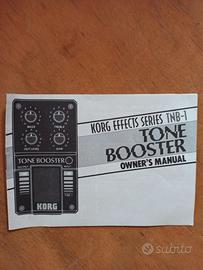 BASS
TREBLE
OUT LEVEL
GAIN
TONE BOOSTER
KORG
KORG EFFECTS SERIES TNB-1
TONE
BOOSTER
OWNER'S MANUAL
subito